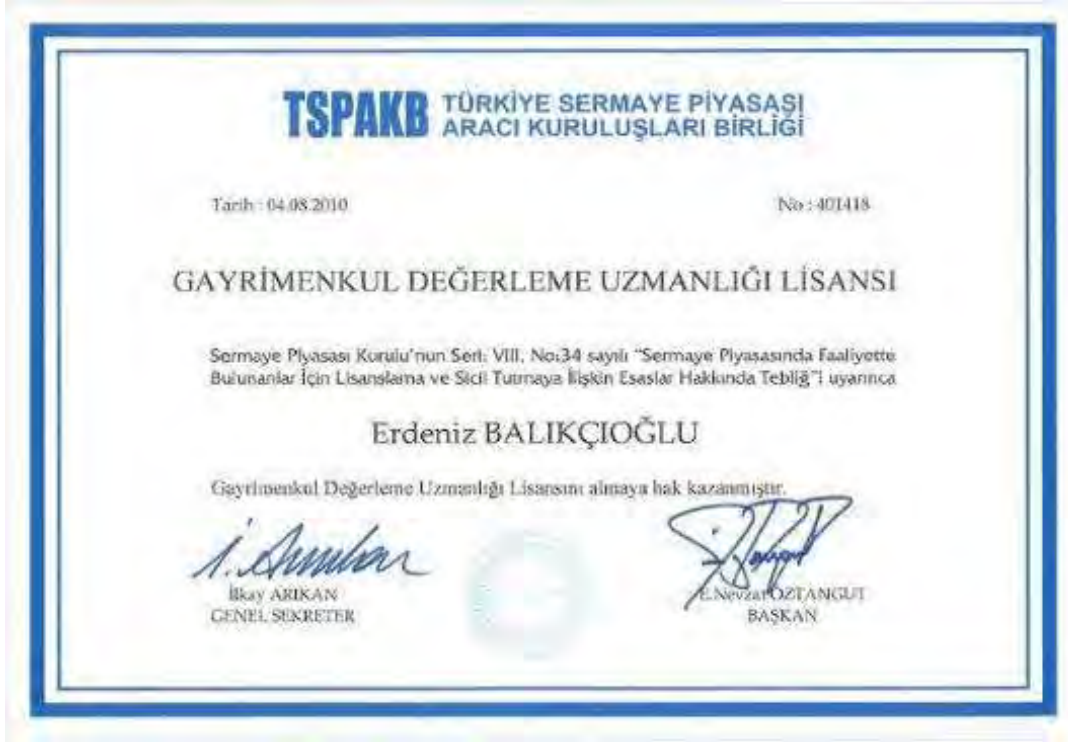 TSPAKB TÜRKİYE SERMAYE PİYASASI
ARACI KURULUŞLARI BİRLİĞİ
Tarih : 04.08.2010
No : 401418
GAYRİMENKUL DEĞERLEME UZMANLIĞI LİSANSI
Sermaye Piyasası Kurulu'nun Seri: VIII, No:34 sayılı "Sermaye Piyasasında Faaliyette
Bulunanlar İçin Lisanslama ve Sicil Tutmaya İlişkin Esaslar Hakkında Tebliğ"i uyarınca
Erdeniz BALIKÇIOĞLU
Gayrimenkul Değerleme Uzmanlığı Lisansını almaya hak kazanmıştır.
İ. Arıkan
İlkay ARIKAN
GENEL SEKRETER
E.Nevzat ÖZTANGUT
BAŞKAN